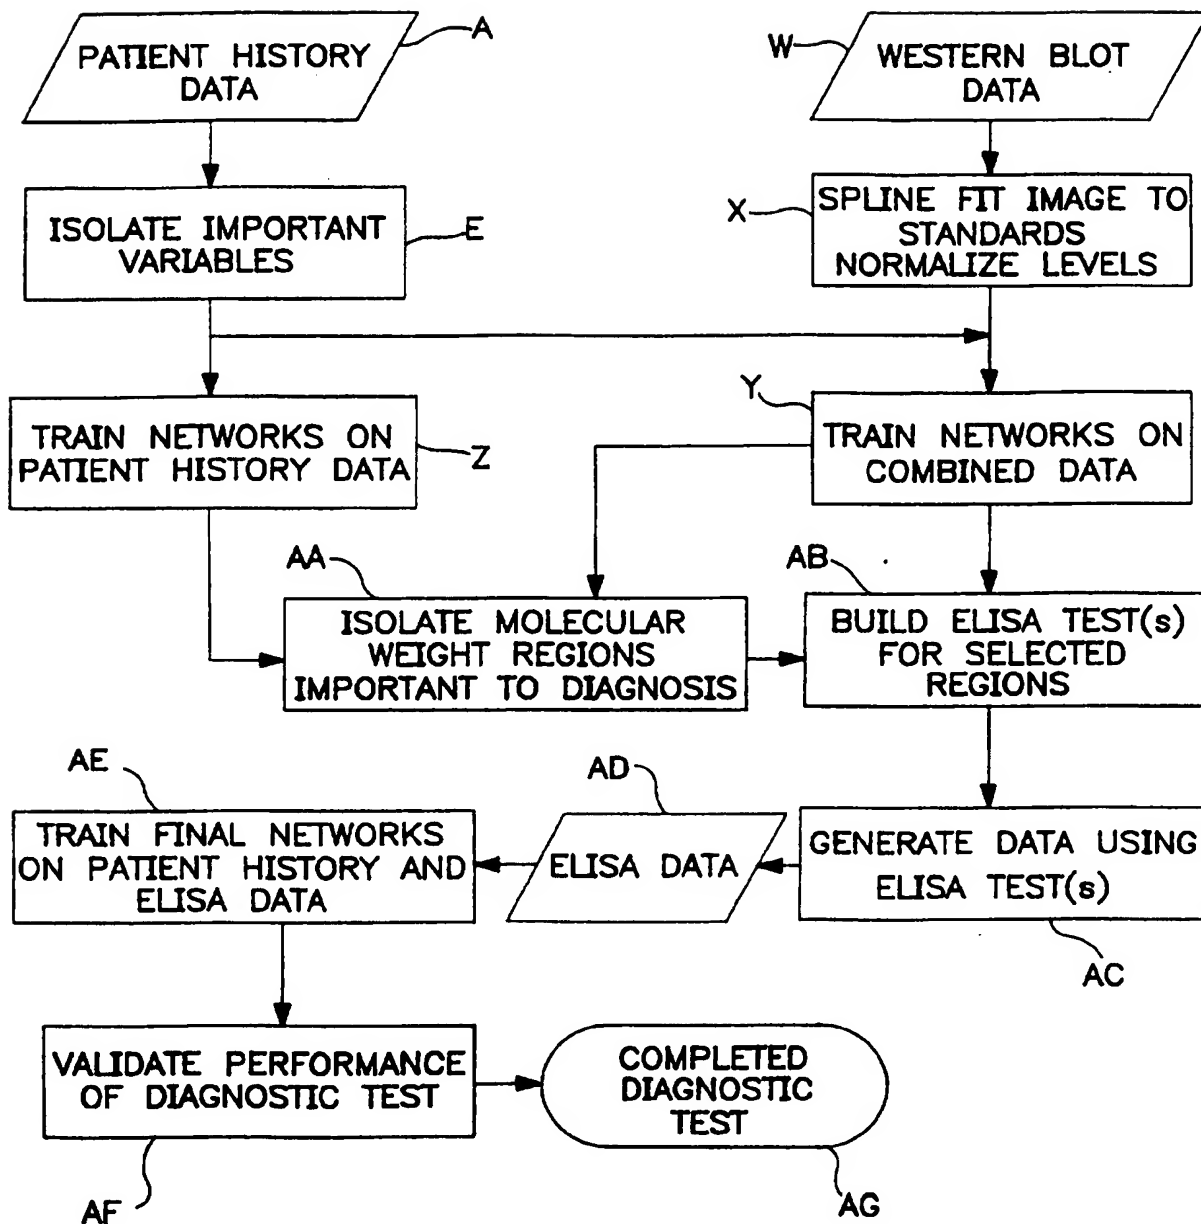 PATIENT HISTORY
DATA
A
W
WESTERN BLOT
DATA
ISOLATE IMPORTANT
VARIABLES
E
X
SPLINE FIT IMAGE TO
STANDARDS
NORMALIZE LEVELS
TRAIN NETWORKS ON
PATIENT HISTORY DATA
Z
Y
TRAIN NETWORKS ON
COMBINED DATA
AA
ISOLATE MOLECULAR
WEIGHT REGIONS
IMPORTANT TO DIAGNOSIS
AB
BUILD ELISA TEST(s)
FOR SELECTED
REGIONS
AE
TRAIN FINAL NETWORKS
ON PATIENT HISTORY AND
ELISA DATA
AD
ELISA DATA
GENERATE DATA USING
ELISA TEST(s)
AC
VALIDATE PERFORMANCE
OF DIAGNOSTIC TEST
AF
COMPLETED
DIAGNOSTIC
TEST
AG